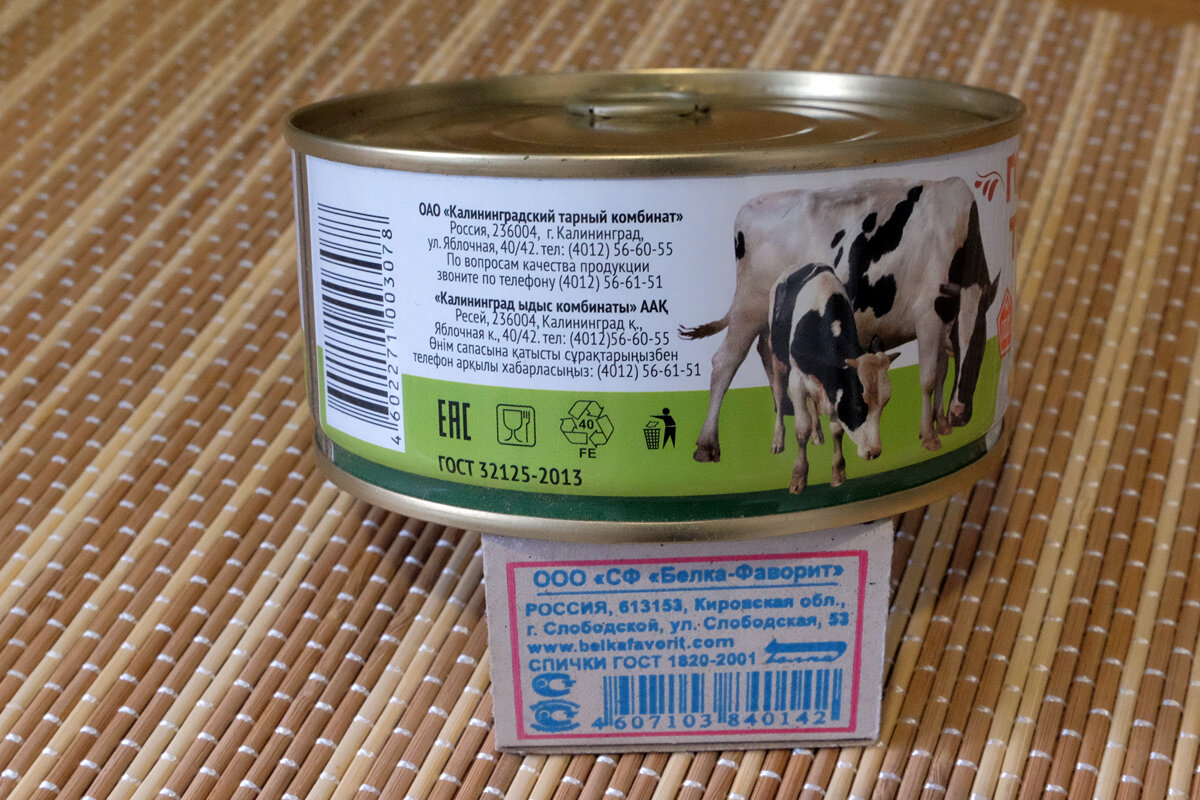 ОАО «Калининградский тарный комбинат»
Россия, 236004, г. Калининград,
ул. Яблочная, 40/42. тел: (4012) 56-60-55
По вопросам качества продукции
звоните по телефону (4012) 56-61-51
«Калининград ыдыс комбинаты» ААҚ
Ресей, 236004, Калининград қ.,
Яблочная к., 40/42. тел: (4012)56-60-55
Өнім сапасына қатысты сұрақтарыңызбен
телефон арқылы хабарласыңыз: (4012) 56-61-51
4 602271 003078
ЕАС
40
FE
ГОСТ 32125-2013
ООО «СФ «Белка-Фаворит»
РОССИЯ, 613153, Кировская обл.,
г. Слободской, ул. Слободская, 53
www.belkafavorit.com
СПИЧКИ ГОСТ 1820-2001
4 607103 840142